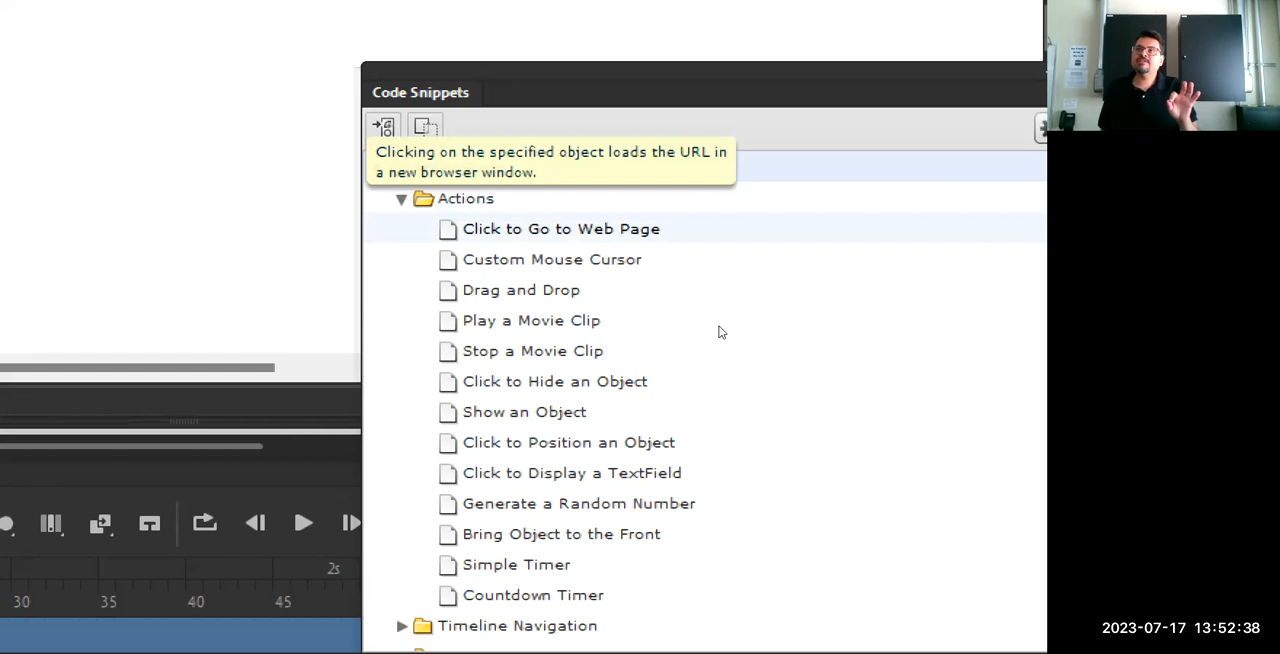 Code Snippets
Clicking on the specified object loads the URL in
a new browser window.
Actions
Click to Go to Web Page
Custom Mouse Cursor
Drag and Drop
Play a Movie Clip
Stop a Movie Clip
Click to Hide an Object
Show an Object
Click to Position an Object
Click to Display a TextField
Generate a Random Number
Bring Object to the Front
Simple Timer
Countdown Timer
Timeline Navigation
2s
30 35 40 45
2023-07-17 13:52:38